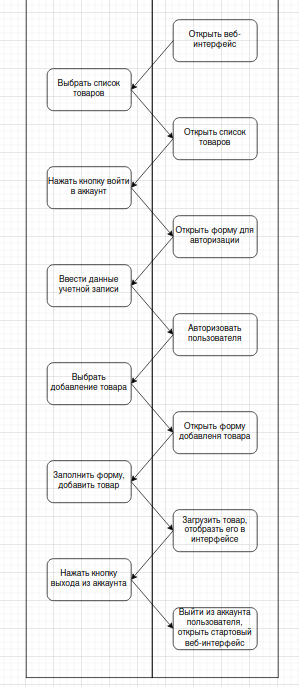 Открыть веб-
интерфейс
Выбрать список
товаров
Открыть список
товаров
Нажать кнопку войти
в аккаунт
Открыть форму для
авторизации
Ввести данные
учетной записи
Авторизовать
пользователя
Выбрать
добавление товара
Открыть форму
добавленя товара
Заполнить форму,
добавить товар
Загрузить товар,
отобразть его в
интерфейсе
Нажать кнопку
выхода из аккаунта
Выйти из аккаунта
пользователя,
открыть стартовый
веб-интерфейс